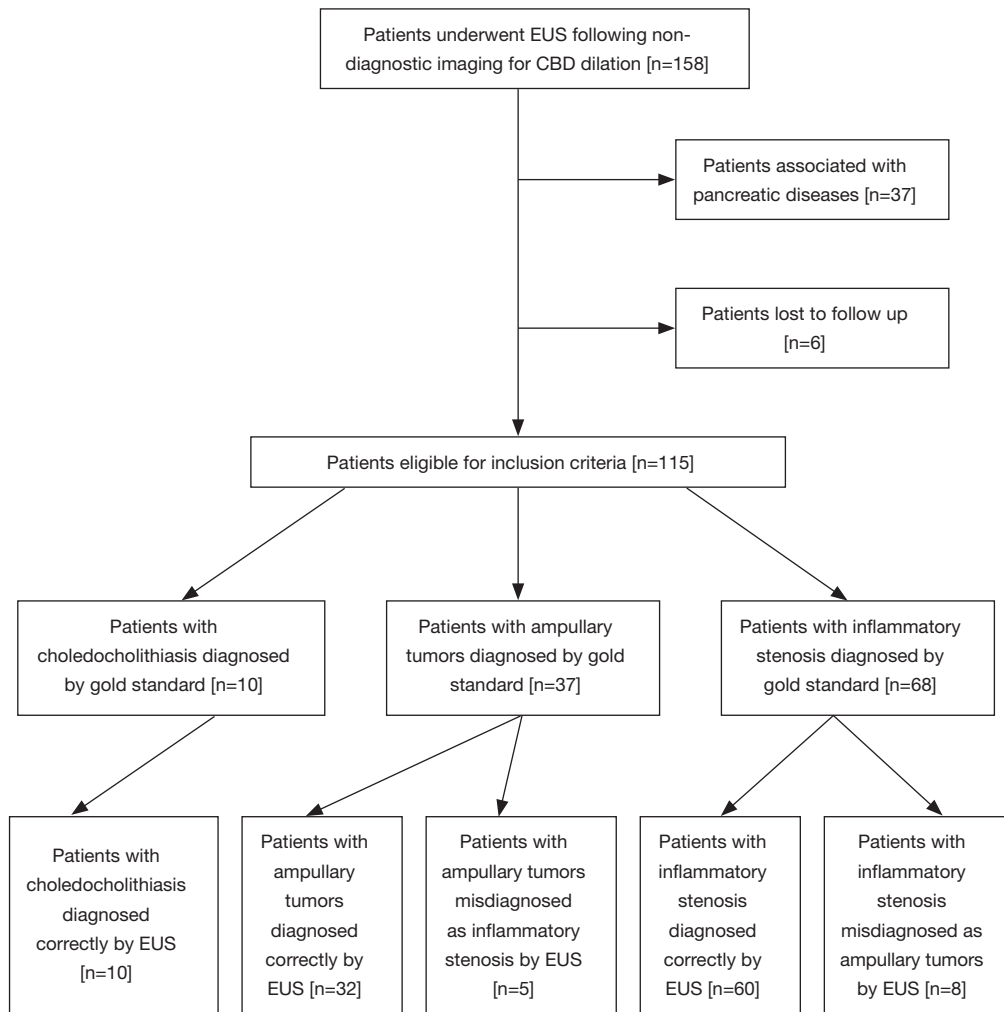 Patients underwent EUS following non-
diagnostic imaging for CBD dilation [n=158]
Patients associated with
pancreatic diseases [n=37]
Patients lost to follow up
[n=6]
Patients eligible for inclusion criteria [n=115]
Patients with
choledocholithiasis diagnosed
by gold standard [n=10]
Patients with ampullary
tumors diagnosed by gold
standard [n=37]
Patients with inflammatory
stenosis diagnosed by
gold standard [n=68]
Patients with
choledocholithiasis
diagnosed
correctly by EUS
[n=10]
Patients with
ampullary
tumors
diagnosed
correctly by
EUS [n=32]
Patients with
ampullary tumors
misdiagnosed
as inflammatory
stenosis by EUS
[n=5]
Patients with
inflammatory
stenosis
diagnosed
correctly by
EUS [n=60]
Patients with
inflammatory
stenosis
misdiagnosed as
ampullary tumors
by EUS [n=8]